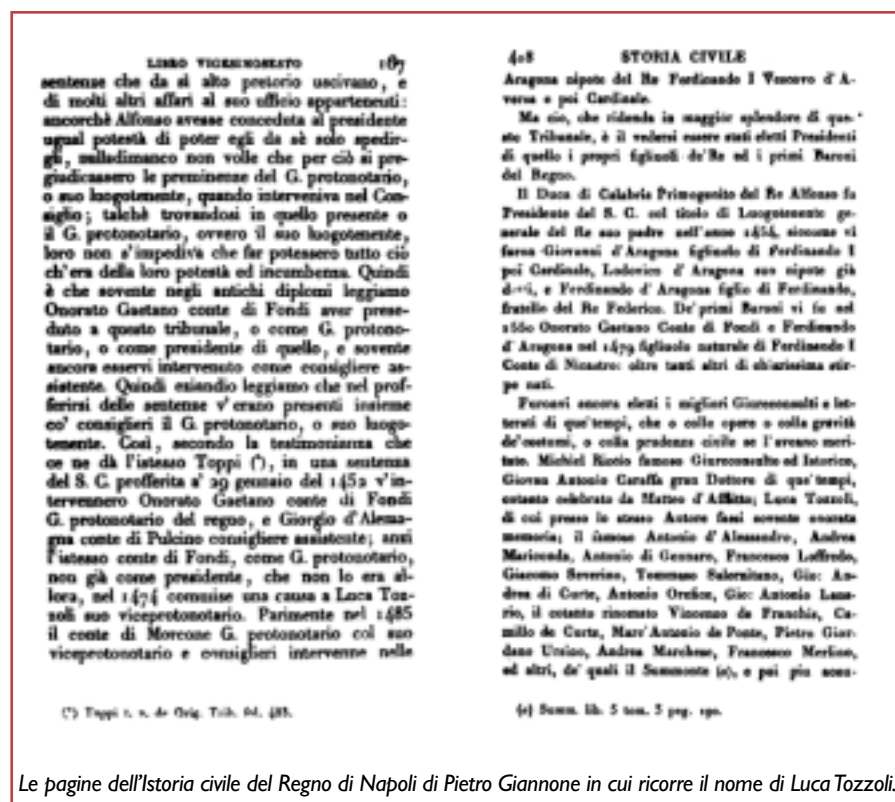 LIBRO VIGESIMOSESTO 167
sentenze che da sì alto pretorio uscivano, e
di molti altri affari al suo ufficio appartenenti:
ancorchè Alfonso avesse conceduta al presidente
ugual potestà di poter egli da sè solo spedir-
gli, nulladimanco non volle che per ciò si pre-
giudicassero le preminenze del G. protonotario,
o suo luogotenente, quando interveniva nel Con-
siglio; talchè trovandosi in quello presente o
il G. protonotario, ovvero il suo luogotenente,
loro non s'impediva che far potessero tutto ciò
ch'era della loro potestà ed incumbenza. Quindi
è che sovente negli antichi diplomi leggiamo
Onorato Gaetano conte di Fondi aver prese-
duto a questo tribunale, o come G. protono-
tario, o come presidente di quello, e sovente
ancora esservi intervenuto come consigliere as-
sistente. Quindi eziandio leggiamo che nel prof-
ferirsi delle sentenze v'erano presenti insieme
co' consiglieri il G. protonotario, o suo luogo-
tenente. Così, secondo la testimonianza che
ce ne dà l'istesso Toppi (*), in una sentenza
del S. C. profferita a' 29 gennaio del 1452 v'in-
tervennero Onorato Gaetano conte di Fondi
G. protonotario del regno, e Giorgio d'Alema-
gna conte di Pulcino consigliere assistente; anzi
l'istesso conte di Fondi, come G. protonotario,
non già come presidente, che non lo era al-
lora, nel 1474 commise una causa a Luca Toz-
zoli suo viceprotonotario. Parimente nel 1485
il conte di Morcone G. protonotario col suo
viceprotonotario e consiglieri intervenne nelle
(*) Toppi de Orig. Trib.
408 STORIA CIVILE
Aragona nipote del Re Ferdinando I Vescovo d'A-
versa e poi Cardinale.
Ma ciò, che ridonda in maggior splendore di que-
sto Tribunale, è il vedersi essere stati eletti Presidenti
di quello i propri figliuoli de'Re ed i primi Baroni
del Regno.
Il Duca di Calabria Primogenito del Re Alfonso fu
Presidente del S. C. col titolo di Luogotenente ge-
nerale del Re suo padre nell'anno 1454, siccome vi
furon Giovanni d'Aragona figliuolo di Ferdinando I
poi Cardinale, Lodovico d'Aragona suo nipote già
e Ferdinando d'Aragona figlio di Ferdinando,
fratello del Re Federico. De'primi Baroni vi fu nel
Onorato Gaetano Conte di Fondi e Ferdinando
d'Aragona nel 1479 figliuolo naturale di Ferdinando I
Conte di Nicastro: oltre tanti altri di chiarissima stir-
pe nati.
Furonvi ancora eletti i migliori Giureconsulti e let-
terati di que'tempi, che o colle opere o colla gravità
de'costumi, o colla prudenza civile se l'aveano meri-
tato. Michiel Riccio famoso Giureconsulto ed Istorico,
Giovan Antonio Caraffa gran Dottore di que'tempi,
cotanto celebrato da Matteo d'Afflitto; Luca Tozzoli,
di cui presso lo stesso Autore fassi sovente onorata
memoria; il famoso Antonio d'Alessandro, Andrea
Mariconda, Antonio di Gennaro, Francesco Loffredo,
Giacomo Severino, Tommaso Salernitano, Gio: An-
drea di Curte, Antonio Orefice, Gio: Antonio Lana-
rio, il cotanto rinomato Vincenzo de Franchis, Ca-
millo de Curte, Marc'Antonio de Ponte, Pietro Gior-
dano Ursino, Andrea Marchese, Francesco Merlino,
ed altri, de' quali il Summonte (a), e poi più
(a) Summ. lib. 5 tom. 3 pag. 190.
Le pagine dell'Istoria civile del Regno di Napoli di Pietro Giannone in cui ricorre il nome di Luca Tozzoli.